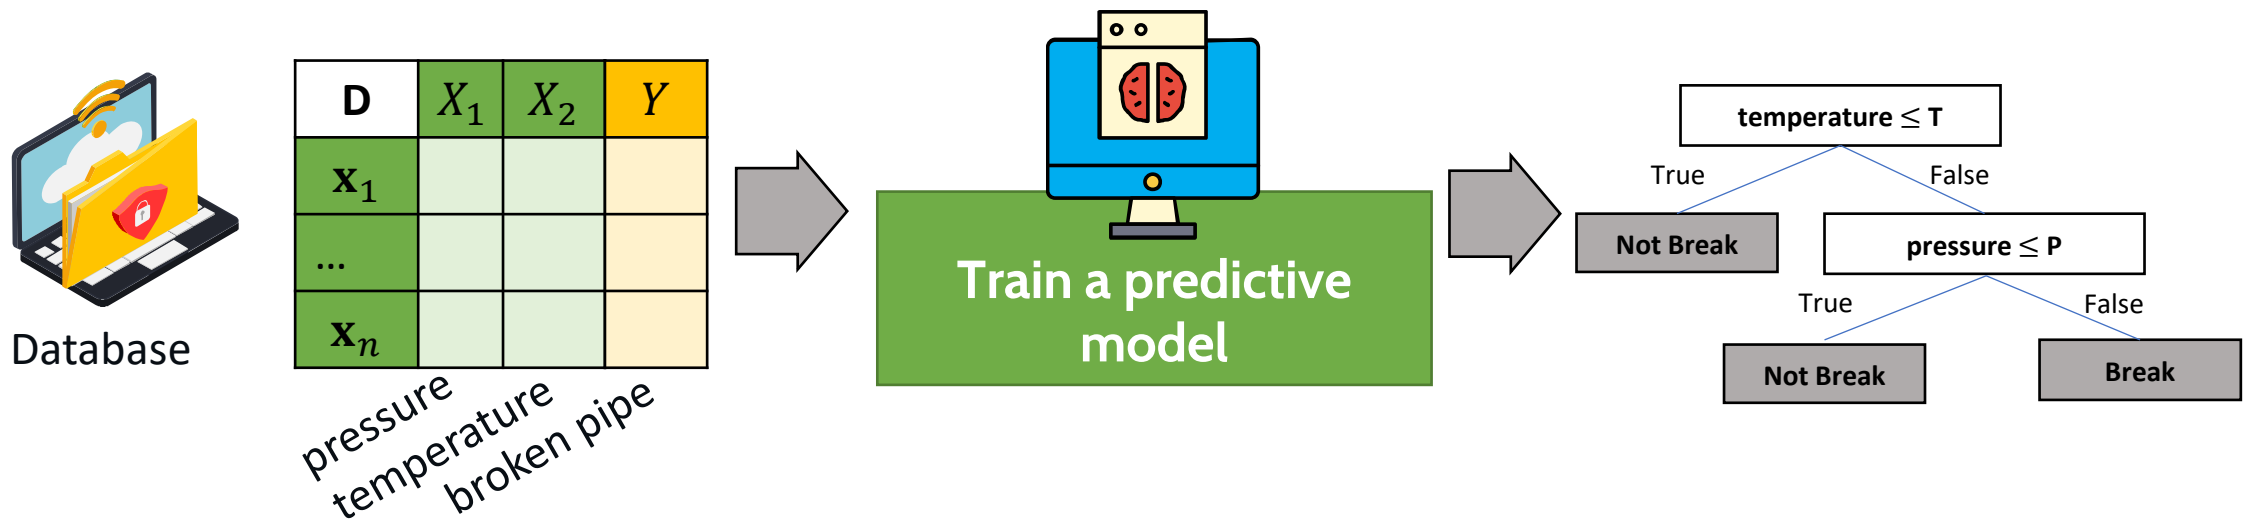 Database
D X₁ X₂ Y
𝐱₁
...
𝐱ₙ
pressure
temperature
broken pipe
Train a predictive
model
temperature ≤ T
True
False
Not Break
pressure ≤ P
True
False
Not Break
Break